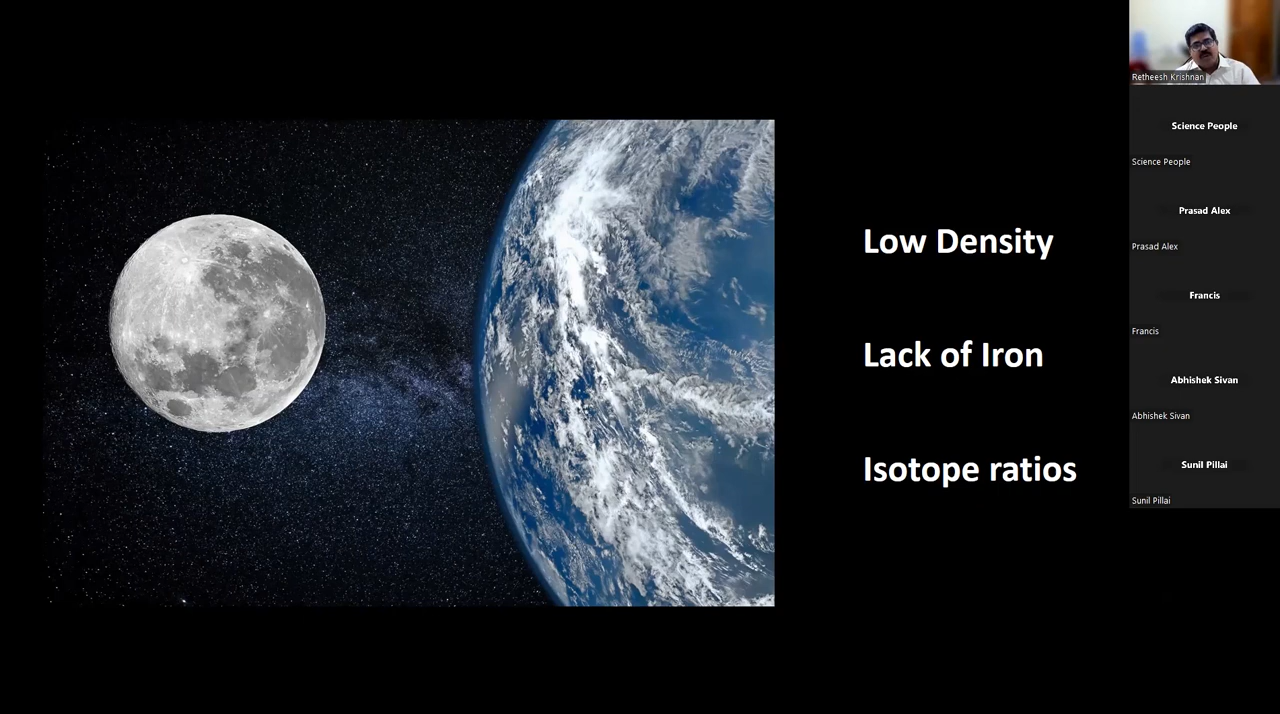 Low Density
Lack of Iron
Isotope ratios
Retheesh Krishnan
Science People
Science People
Prasad Alex
Prasad Alex
Francis
Francis
Abhishek Sivan
Abhishek Sivan
Sunil Pillai
Sunil Pillai